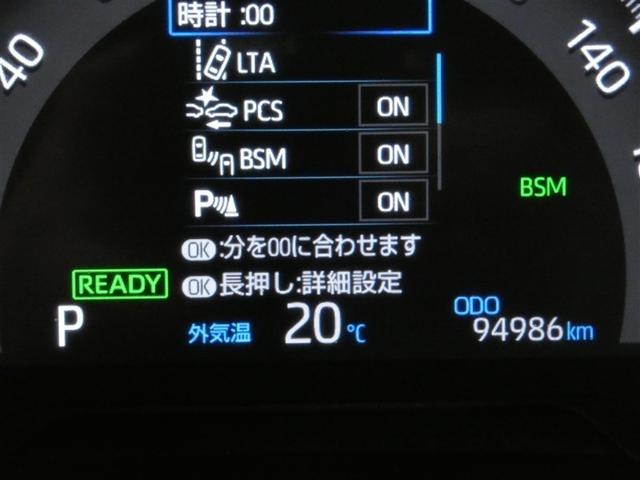 時計 :00
40
140
LTA
PCS ON
BSM ON
BSM
P ON
OK :分を00に合わせます
READY
OK 長押し:詳細設定
P
外気温 20℃
ODO
94986km